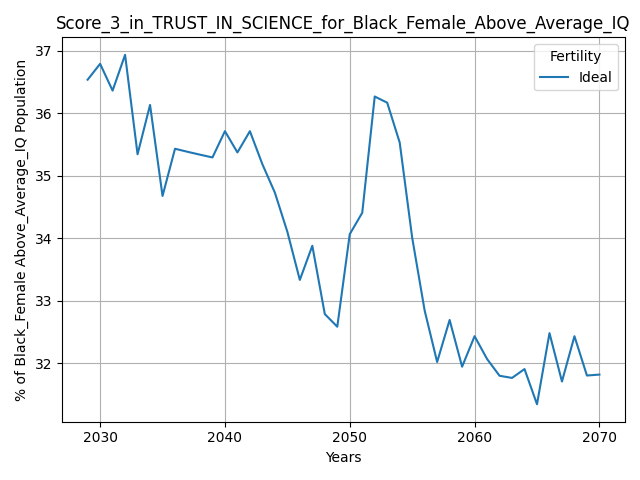 Score_3_in_TRUST_IN_SCIENCE_for_Black_Female_Above_Average_IQ
Fertility
Ideal
% of Black_Female Above_Average_IQ Population
37
36
35
34
33
32
2030 2040 2050 2060 2070
Years